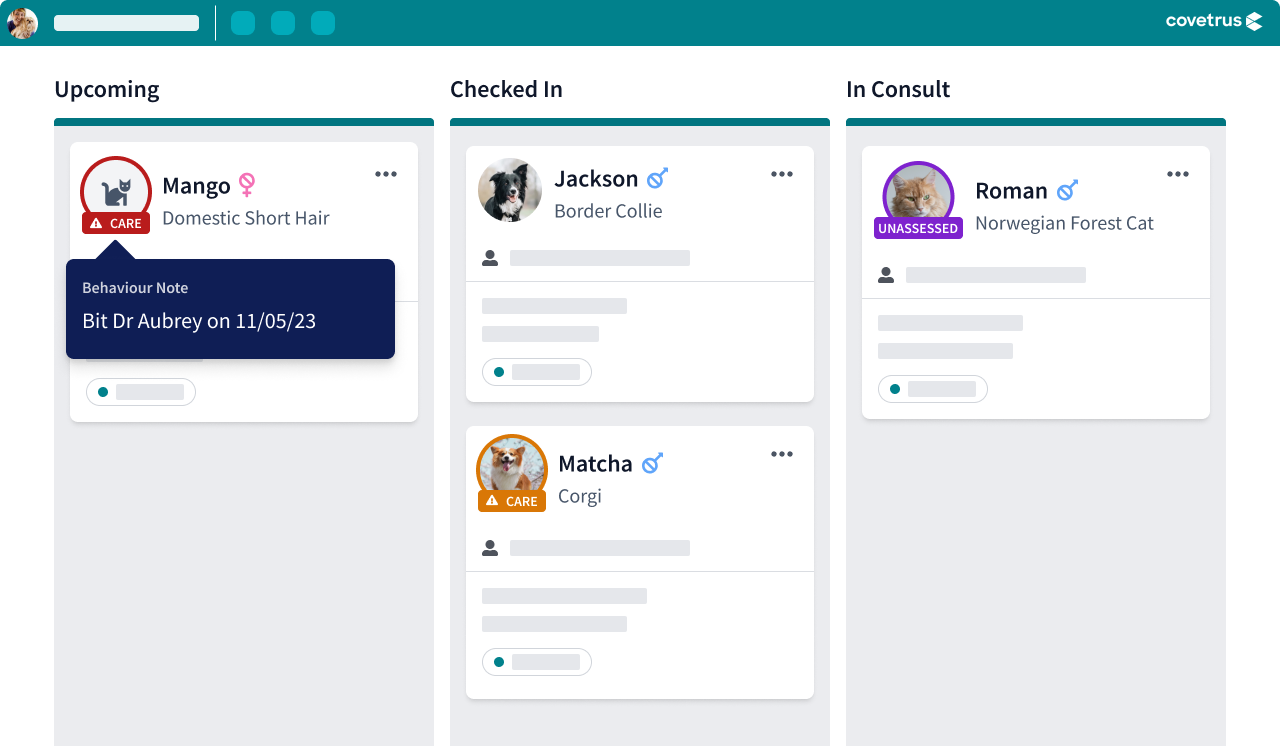 covetrus
Upcoming
Checked In
In Consult
Mango
Domestic Short Hair
CARE
Behaviour Note
Bit Dr Aubrey on 11/05/23
Jackson
Border Collie
Matcha
Corgi
CARE
Roman
Norwegian Forest Cat
UNASSESSED